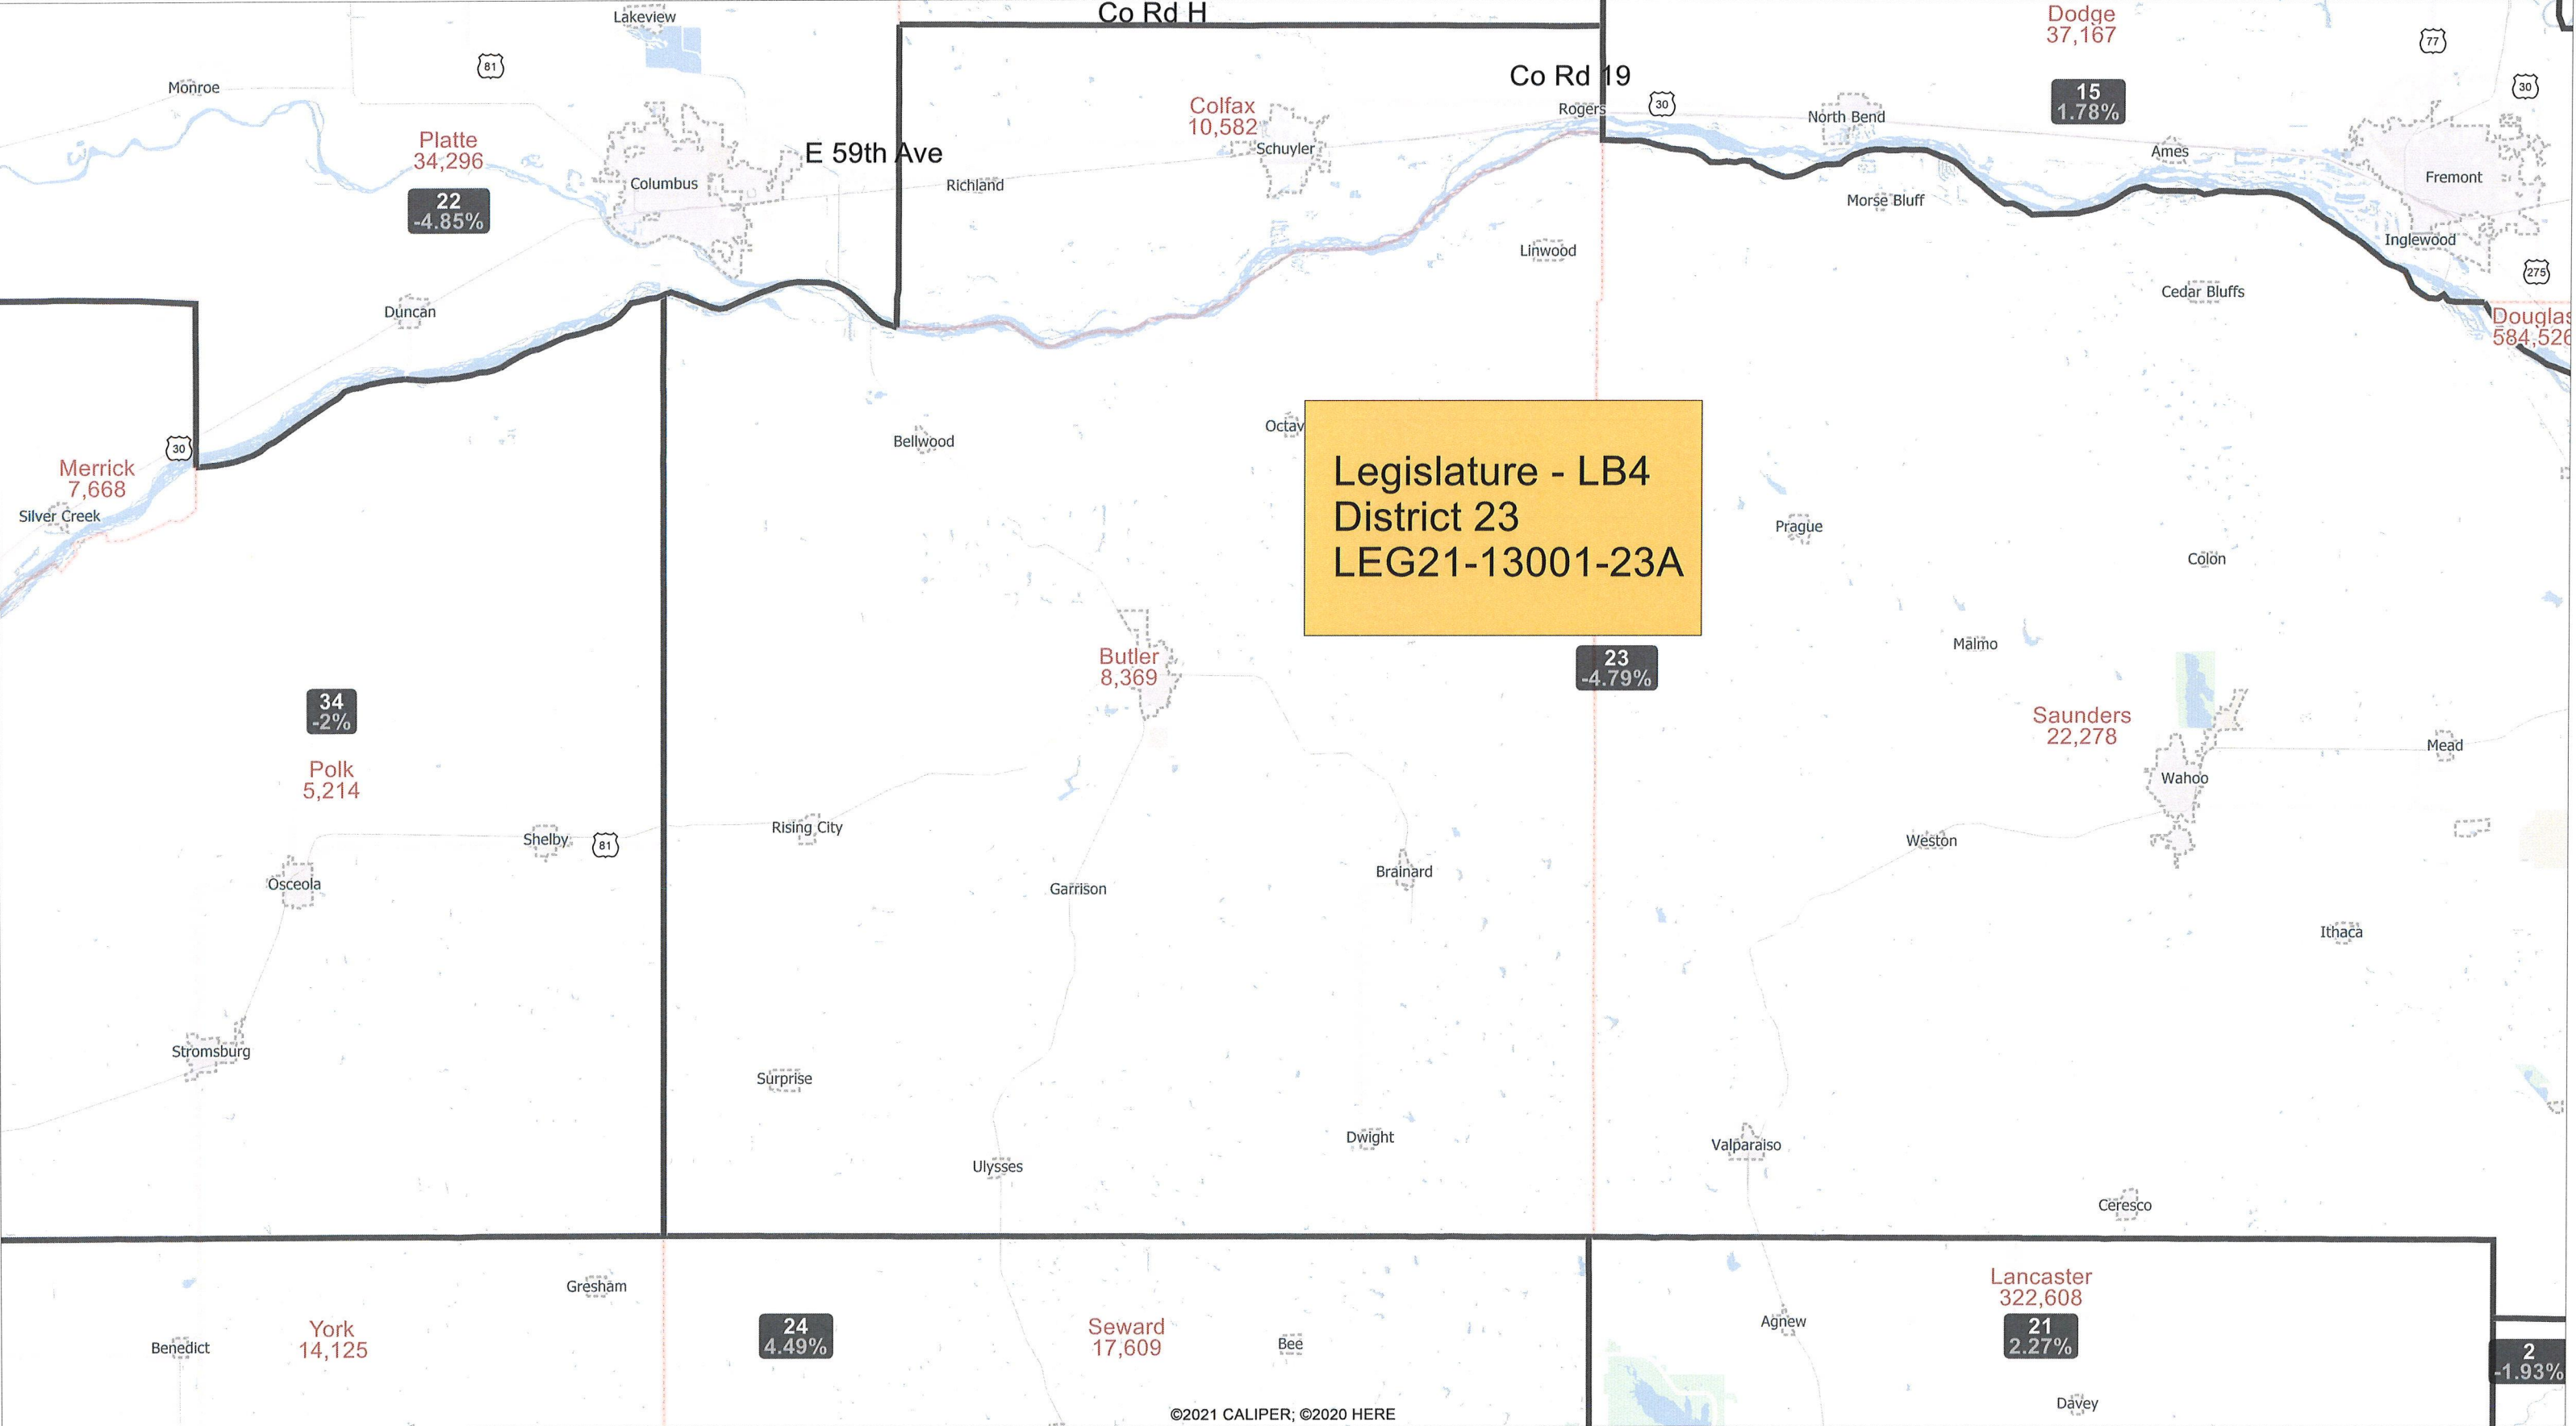 Lakeview
Co Rd H
Dodge
37,167
77
81
Monroe
Co Rd 19
30
15
1.78%
30
Colfax
10,582
Rogers
North Bend
Platte
34,296
E 59th Ave
Schuyler
Ames
Columbus
Richland
Fremont
22
-4.85%
Morse Bluff
Linwood
Inglewood
275
Duncan
Cedar Bluffs
Douglas
584,526
Octav
Bellwood
30
Merrick
7,668
Silver Creek
Legislature - LB4
District 23
LEG21-13001-23A
Prague
Colon
Malmo
Butler
8,369
23
-4.79%
34
-2%
Saunders
22,278
Mead
Polk
5,214
Wahoo
Shelby
81
Rising City
Weston
Osceola
Garrison
Brainard
Ithaca
Stromsburg
Surprise
Dwight
Valparaiso
Ulysses
Ceresco
Gresham
Lancaster
322,608
York
14,125
24
4.49%
Seward
17,609
Agnew
21
2.27%
Benedict
Bee
2
-1.93%
Davey
©2021 CALIPER; ©2020 HERE